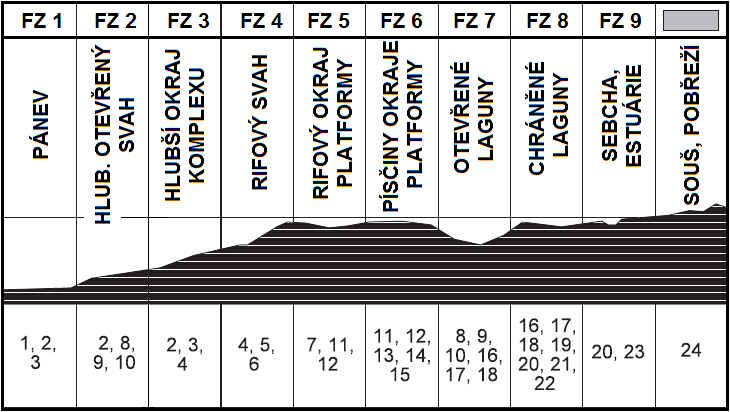 FZ 1 FZ 2 FZ 3 FZ 4 FZ 5 FZ 6 FZ 7 FZ 8 FZ 9
PÁNEV
HLUB. OTEVŘENÝ
SVAH
HLUBŠÍ OKRAJ
KOMPLEXU
RIFOVÝ SVAH
RIFOVÝ OKRAJ
PLATFORMY
PÍSČINY OKRAJE
PLATFORMY
OTEVŘENÉ
LAGUNY
CHRÁNĚNÉ
LAGUNY
SEBCHA,
ESTUÁRIE
SOUŠ, POBŘEŽÍ
1, 2,
3
2, 8,
9, 10
2, 3,
4
4, 5,
6
7, 11,
12
11, 12,
13, 14,
15
8, 9,
10, 16,
17, 18
16, 17,
18, 19,
20, 21,
22
20, 23
24